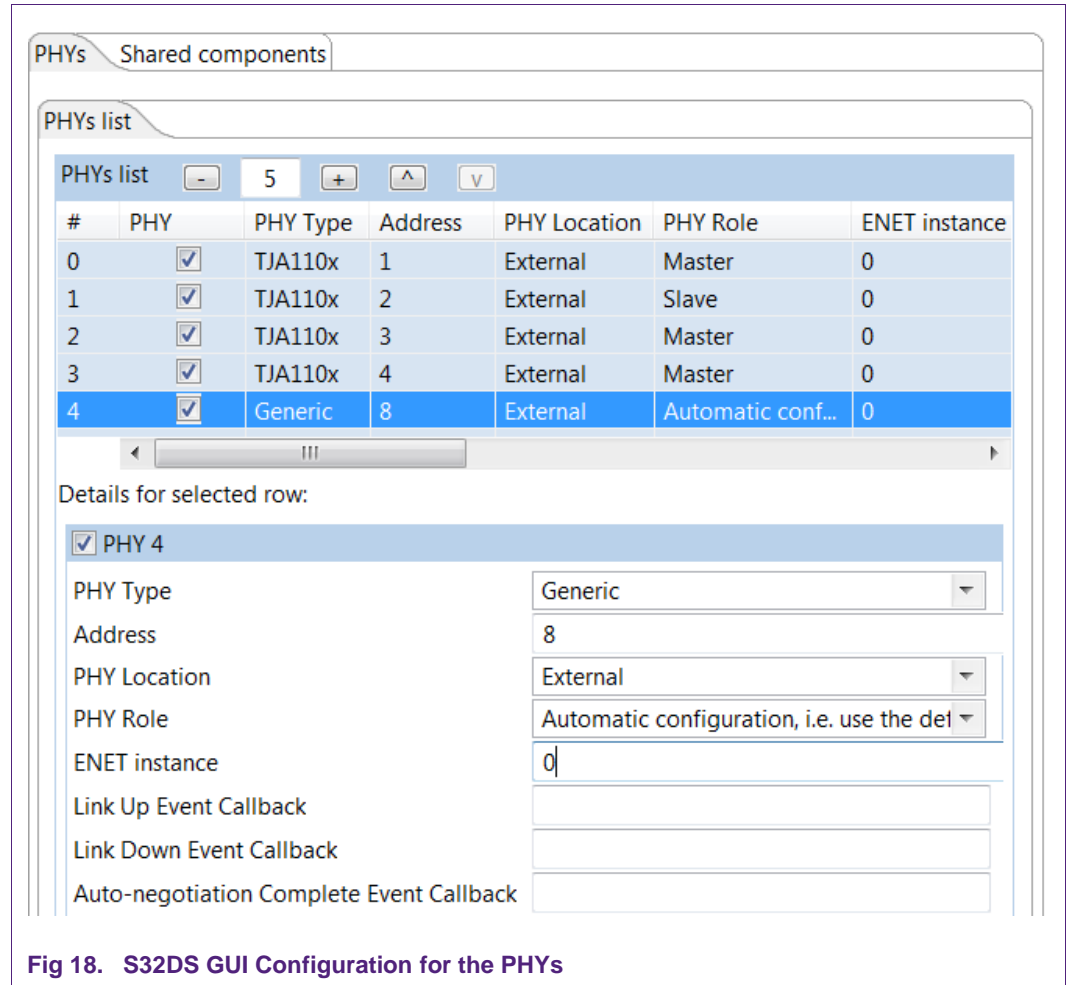 PHYs Shared components
PHYs list
PHYs list - 5 + ^ v
# PHY PHY Type Address PHY Location PHY Role ENET instance
0 TJA110x 1 External Master 0
1 TJA110x 2 External Slave 0
2 TJA110x 3 External Master 0
3 TJA110x 4 External Master 0
4 Generic 8 External Automatic conf... 0
Details for selected row:
PHY 4
PHY Type Generic
Address 8
PHY Location External
PHY Role Automatic configuration, i.e. use the
ENET instance 0
Link Up Event Callback
Link Down Event Callback
Auto-negotiation Complete Event Callback
Fig 18. S32DS GUI Configuration for the PHYs